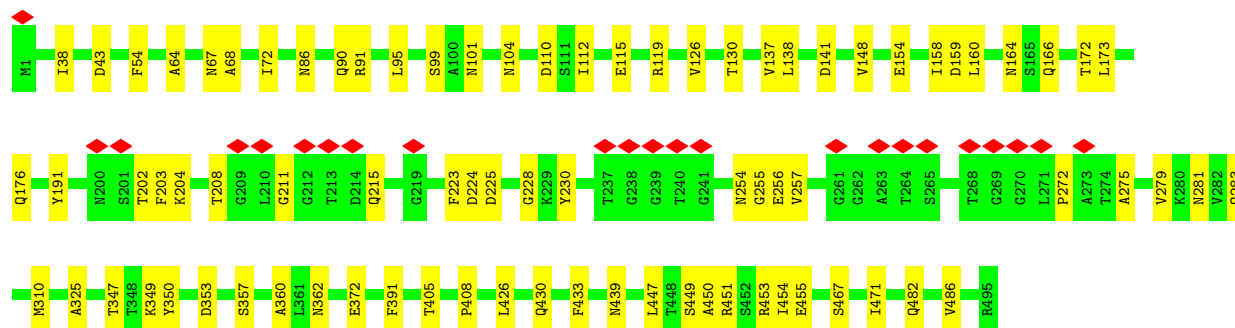 M1 I38 D43 F54 A64 N67 A68 I72 N86 Q90 R91 L95 S99 A100 N101 N104 D110 S111 I112 E115 R119 V126 T130 V137 L138 D141 V148 E154 I158 D159 L160 N164 S165 Q166 T172 L173
Q176 Y191 N200 S201 T202 F203 K204 T208 G209 L210 G211 G212 T213 D214 Q215 G219 F223 D224 D225 G228 K229 Y230 T237 G238 G239 T240 G241 N254 G255 E256 V257 G261 G262 A263 T264 S265 T268 G269 G270 L271 P272 A273 T274 A275 V279 K280 N281 V282
M310 A325 T347 T348 K349 Y350 D353 S357 A360 L361 N362 E372 F391 T405 P408 L426 Q430 F433 N439 L447 T448 S449 A450 R451 S452 R453 I454 E455 S467 I471 Q482 V486 R495